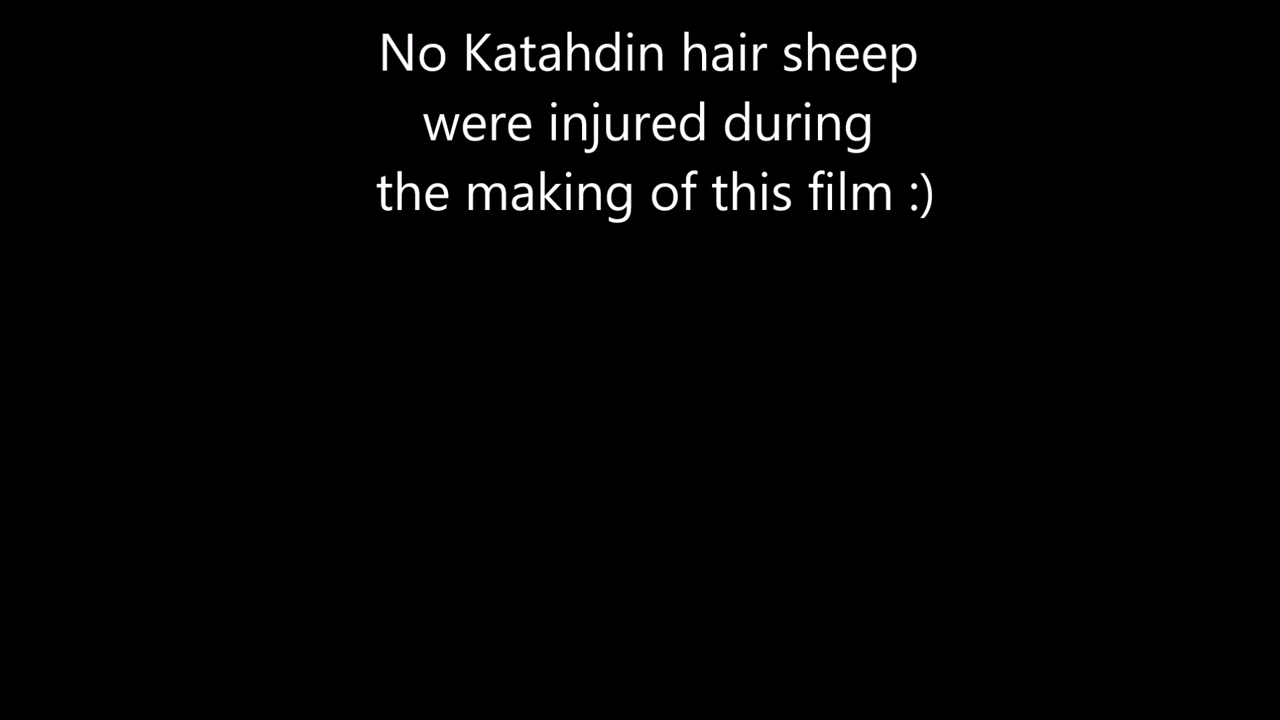 No Katahdin hair sheep
were injured during
the making of this film :)